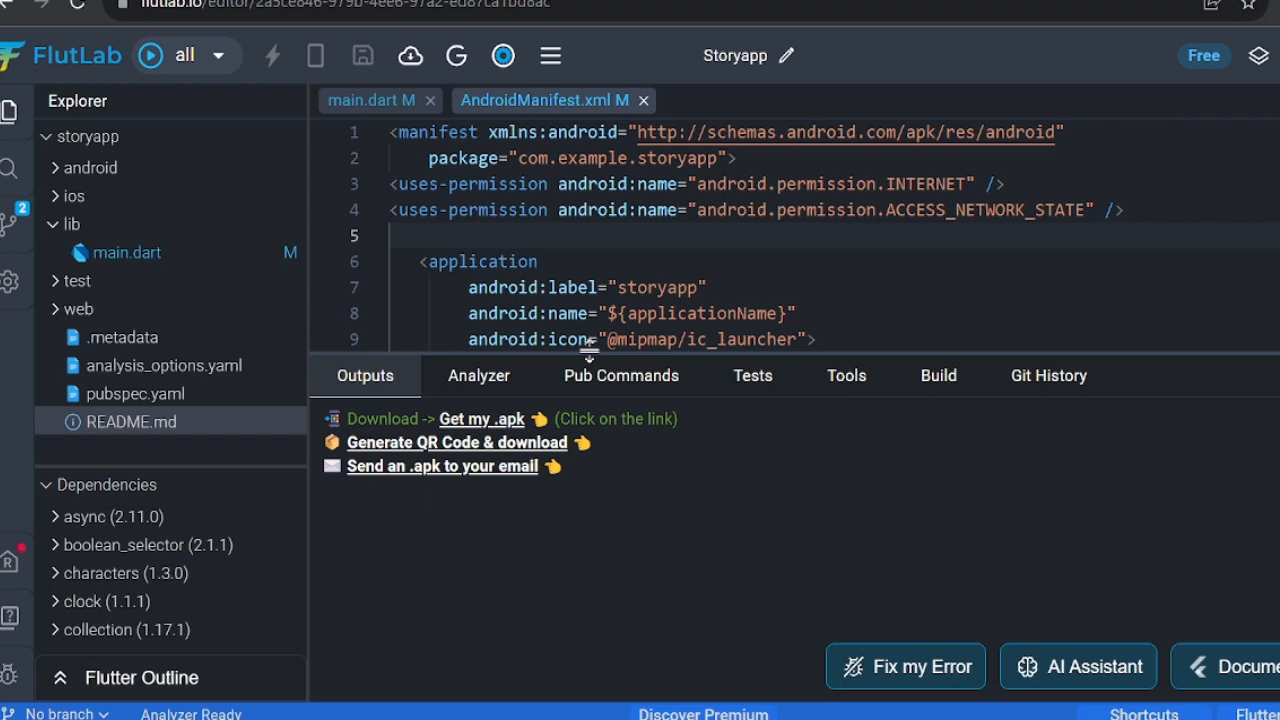 flutlab.io/editor/2a5ce846-979b-4ee6-97a2-ed87ca1bd8ac
FlutLab
all
Storyapp
Free
Explorer
main.dart M
AndroidManifest.xml M
storyapp
android
ios
lib
main.dart M
test
web
.metadata
analysis_options.yaml
pubspec.yaml
README.md
2
1 <manifest xmlns:android="http://schemas.android.com/apk/res/android"
2 package="com.example.storyapp">
3 <uses-permission android:name="android.permission.INTERNET" />
4 <uses-permission android:name="android.permission.ACCESS_NETWORK_STATE" />
5
6 <application
7 android:label="storyapp"
8 android:name="${applicationName}"
9 android:icon="@mipmap/ic_launcher">
Outputs Analyzer Pub Commands Tests Tools Build Git History
Download -> Get my .apk (Click on the link)
Generate QR Code & download
Send an .apk to your email
Dependencies
async (2.11.0)
boolean_selector (2.1.1)
characters (1.3.0)
clock (1.1.1)
collection (1.17.1)
Flutter Outline
Fix my Error
AI Assistant
Docume
No branch
Analyzer Ready
Discover Premium
Shortcuts
Flutter